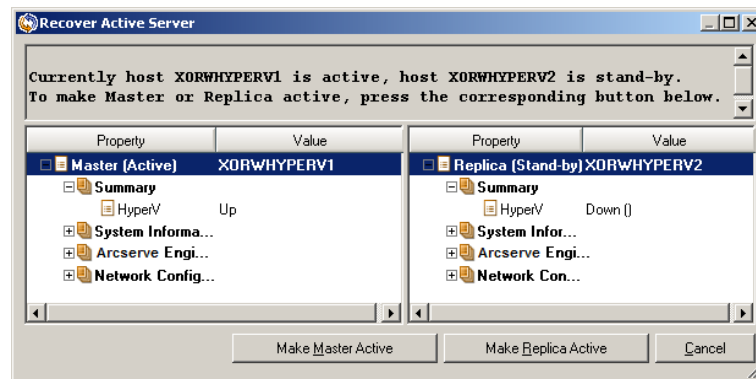 Recover Active Server
Currently host XORWHYPERV1 is active, host XORWHYPERV2 is stand-by.
To make Master or Replica active, press the corresponding button below.
Property Value
Master (Active) XORWHYPERV1
Summary
HyperV Up
System Informa...
Arcserve Engi...
Network Config...
Property Value
Replica (Stand-by) XORWHYPERV2
Summary
HyperV Down ()
System Infor...
Arcserve Engi...
Network Con...
Make Master Active Make Replica Active Cancel